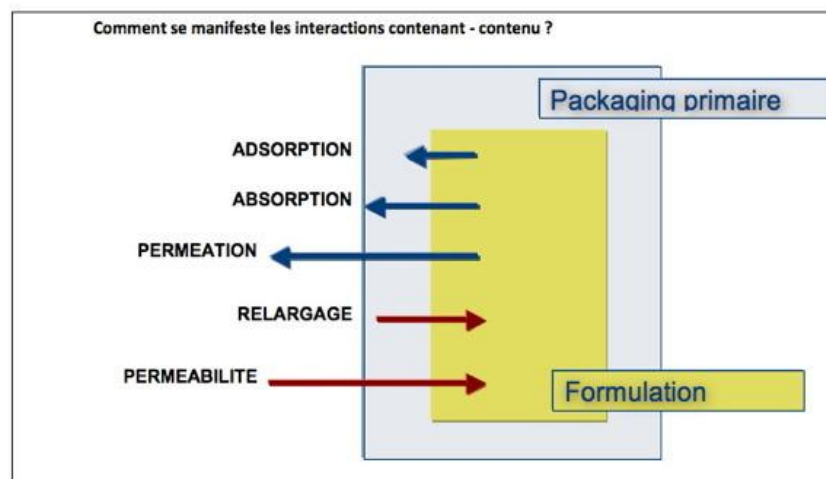 Comment se manifeste les interactions contenant - contenu ?
Packaging primaire
ADSORPTION
ABSORPTION
PERMEATION
RELARGAGE
PERMEABILITE
Formulation